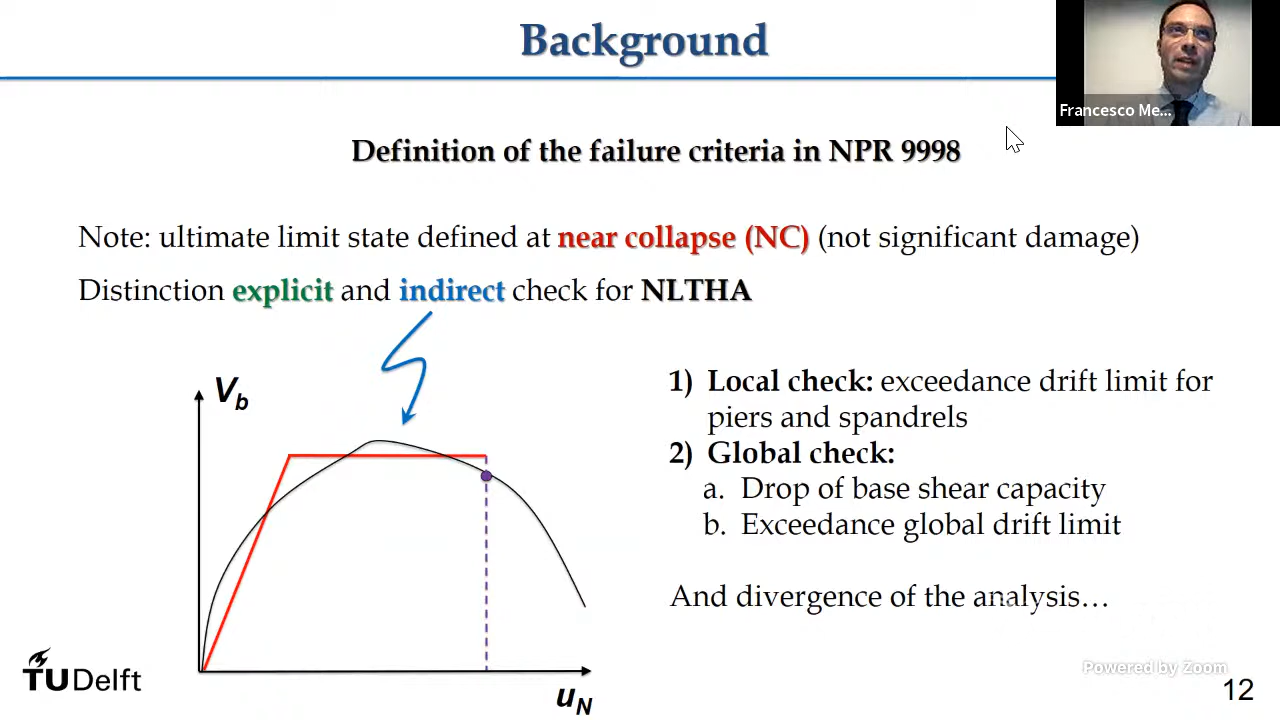 Background
Francesco Me...
Definition of the failure criteria in NPR 9998
Note: ultimate limit state defined at near collapse (NC) (not significant damage)
Distinction explicit and indirect check for NLTHA
V_b
1) Local check: exceedance drift limit for
piers and spandrels
2) Global check:
a. Drop of base shear capacity
b. Exceedance global drift limit
And divergence of the analysis…
TUDelft
u_N
Powered by Zoom
12